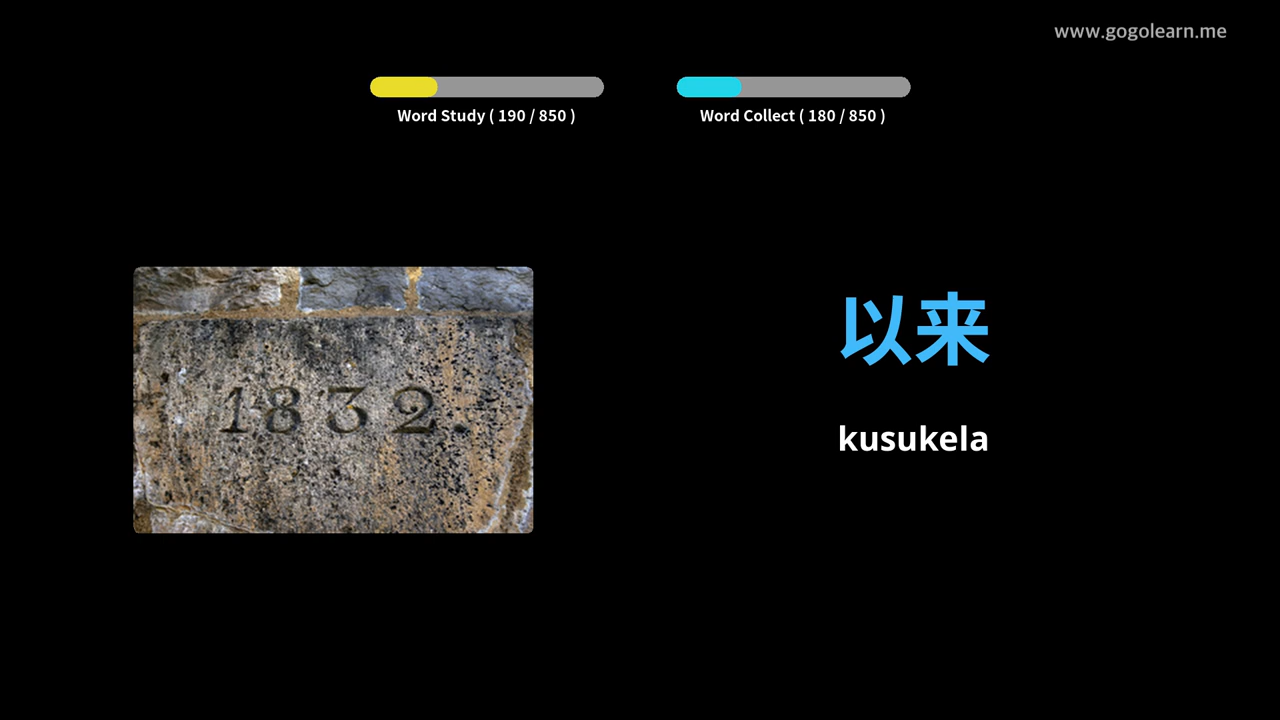 www.gogolearn.me
Word Study ( 190 / 850 )
Word Collect ( 180 / 850 )
1832.
以来
kusukela